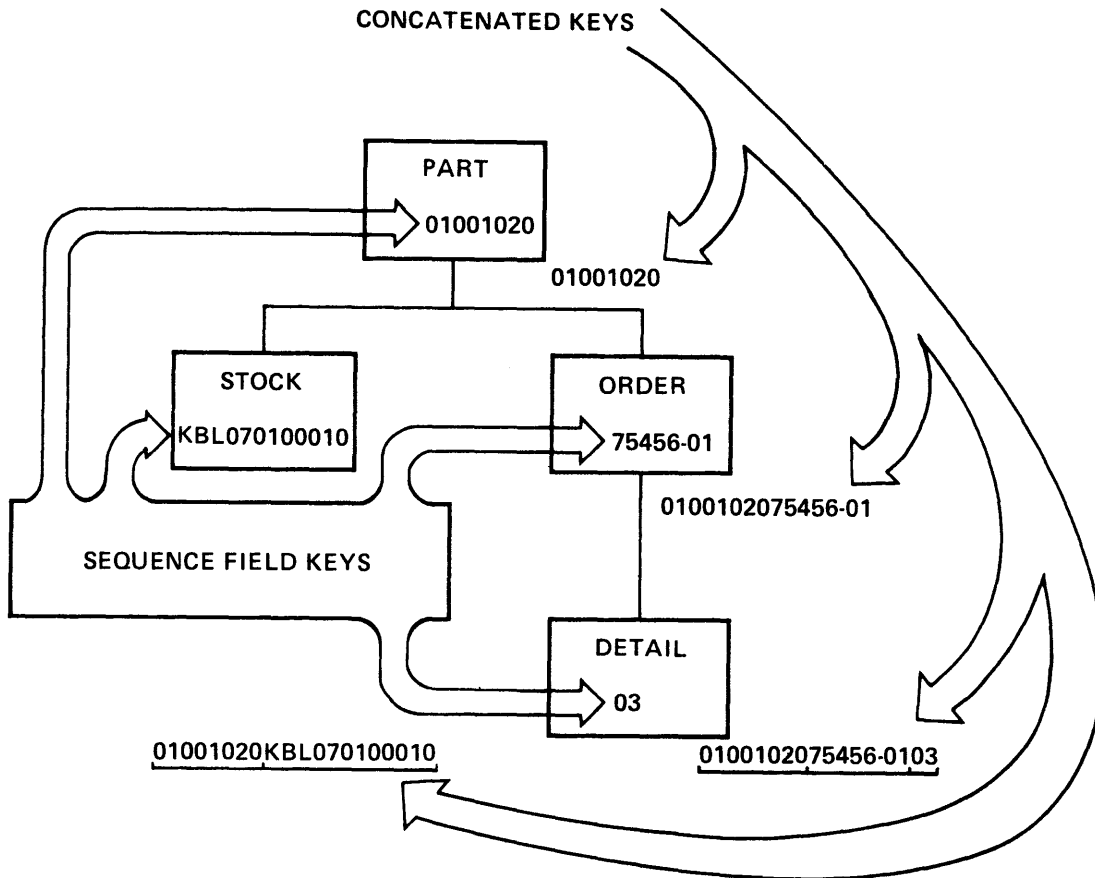 CONCATENATED KEYS
PART
01001020
01001020
STOCK
KBL070100010
ORDER
75456-01
0100102075456-01
SEQUENCE FIELD KEYS
DETAIL
03
01001020KBL070100010
0100102075456-0103